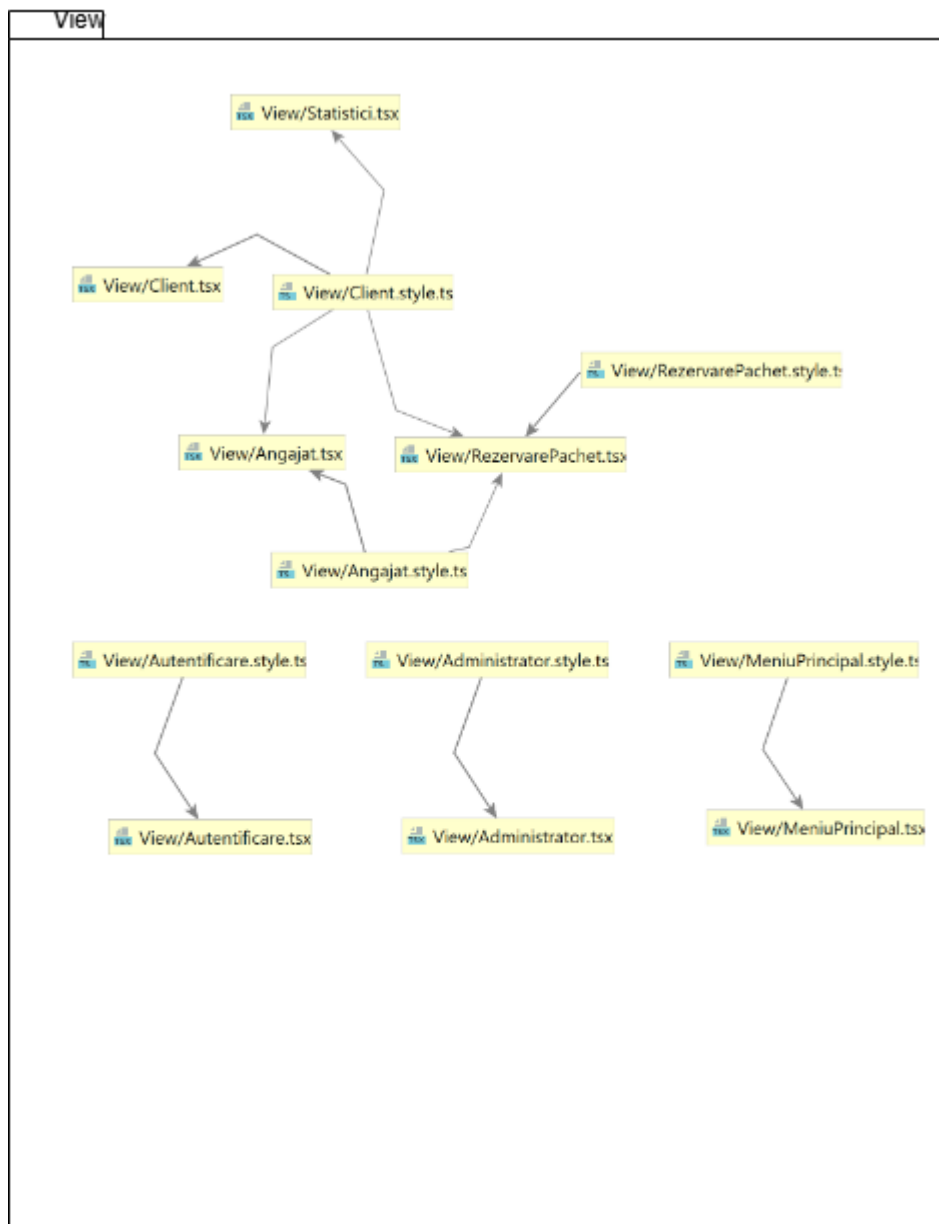 View
View/Statistici.tsx
View/Client.tsx
View/Client.style.ts
View/RezervarePachet.style.ts
View/Angajat.tsx
View/RezervarePachet.tsx
View/Angajat.style.ts
View/Autentificare.style.ts
View/Administrator.style.ts
View/MeniuPrincipal.style.ts
View/Autentificare.tsx
View/Administrator.tsx
View/MeniuPrincipal.tsx